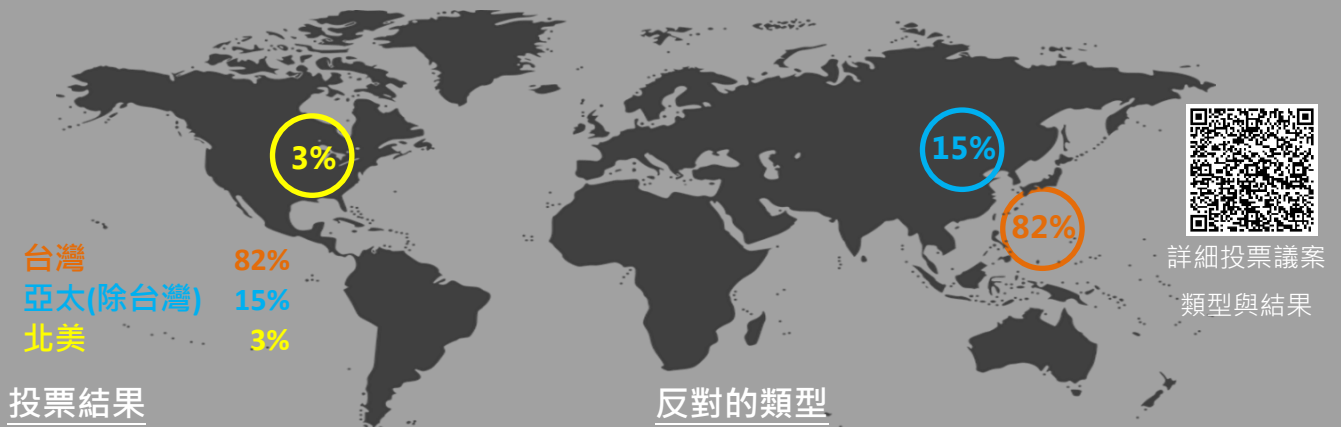 3%
15%
82%
台灣 82%
亞太(除台灣) 15%
北美 3%
詳細投票議案
類型與結果
投票結果
反對的類型